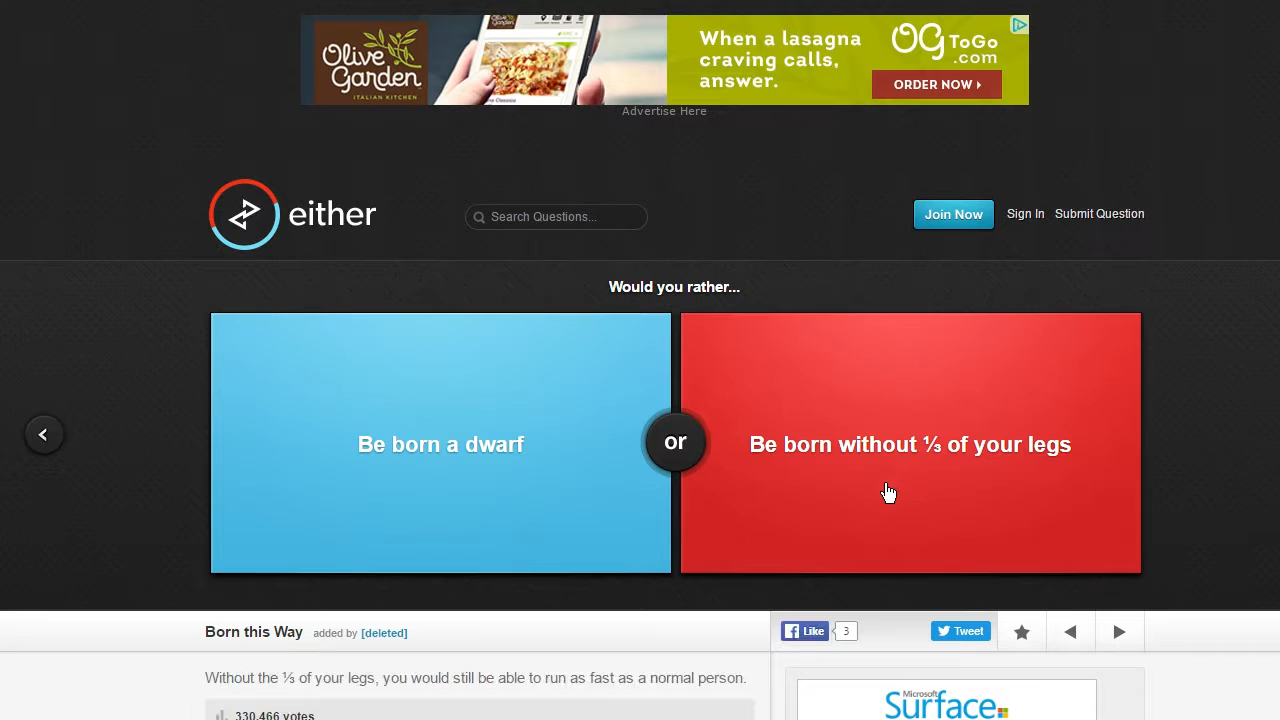 Olive
Garden
ITALIAN KITCHEN
When a lasagna
craving calls,
answer.
OG ToGo
.com
ORDER NOW
Advertise Here
either
Search Questions...
Join Now
Sign In
Submit Question
Would you rather...
Be born a dwarf
or
Be born without ⅓ of your legs
Born this Way added by [deleted]
Like 3
Tweet
Without the ⅓ of your legs, you would still be able to run as fast as a normal person.
330,466 votes
Microsoft
Surface